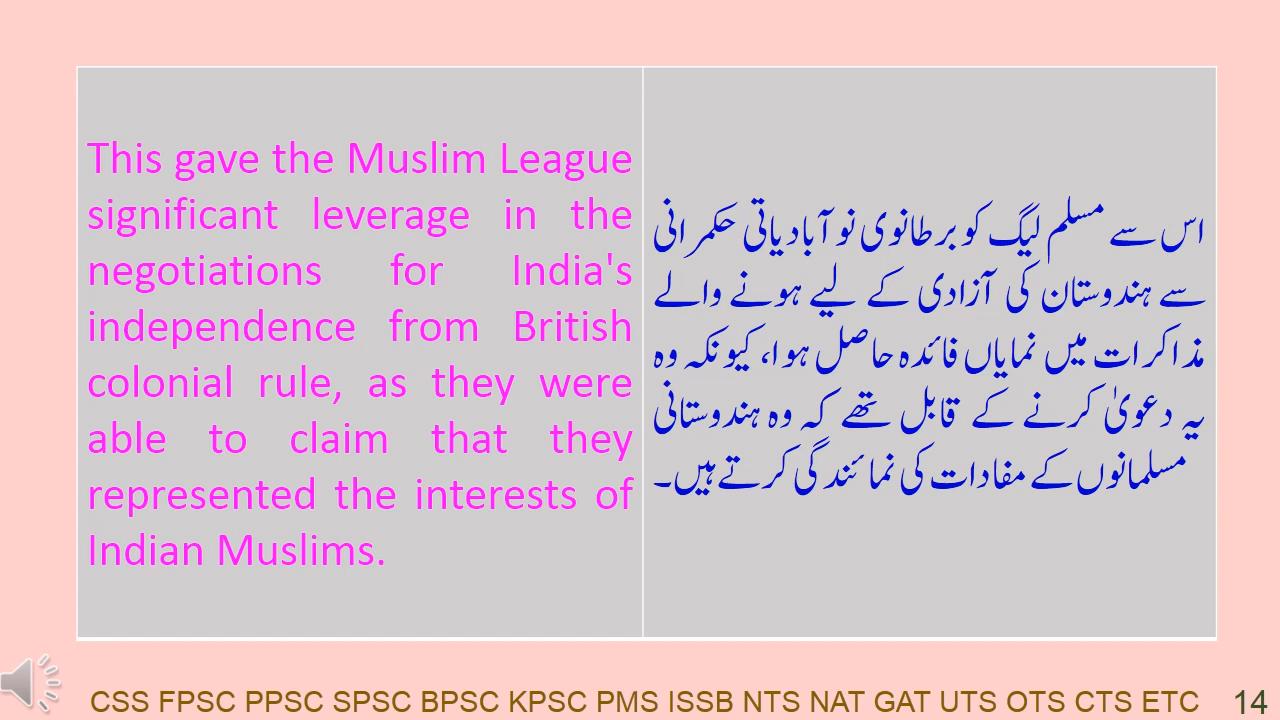 This gave the Muslim League
significant leverage in the
negotiations for India's
independence from British
colonial rule, as they were
able to claim that they
represented the interests of
Indian Muslims.
اس سے مسلم لیگ کو برطانوی نو آبادیاتی حکمرانی
سے ہندوستان کی آزادی کے لیے ہونے والے
مذاکرات میں نمایاں فائدہ حاصل ہوا، کیونکہ وہ
یہ دعویٰ کرنے کے قابل تھے کہ وہ ہندوستانی
مسلمانوں کے مفادات کی نمائندگی کرتے ہیں۔
CSS FPSC PPSC SPSC BPSC KPSC PMS ISSB NTS NAT GAT UTS OTS CTS ETC
14